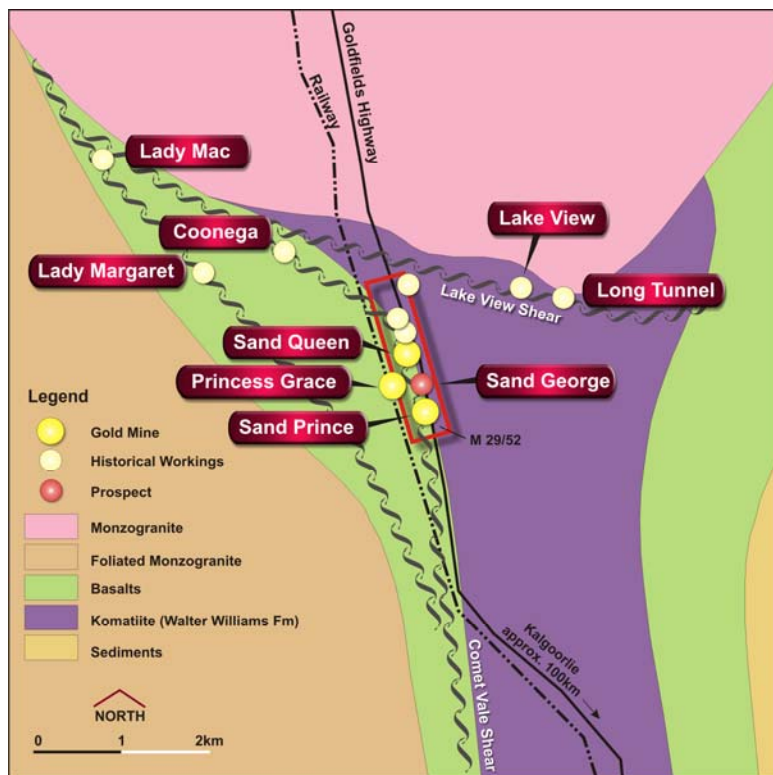 Goldfields Highway
Railway
Lady Mac
Coonega
Lake View
Lady Margaret
Long Tunnel
Lake View Shear
Sand Queen
Princess Grace
Sand George
Sand Prince
M 29/52
Legend
Gold Mine
Historical Workings
Prospect
Monzogranite
Foliated Monzogranite
Basalts
Komatiite (Walter Williams Fm)
Sediments
Kalgoorlie
approx. 100km
Comet Vale Shear
NORTH
0 1 2km